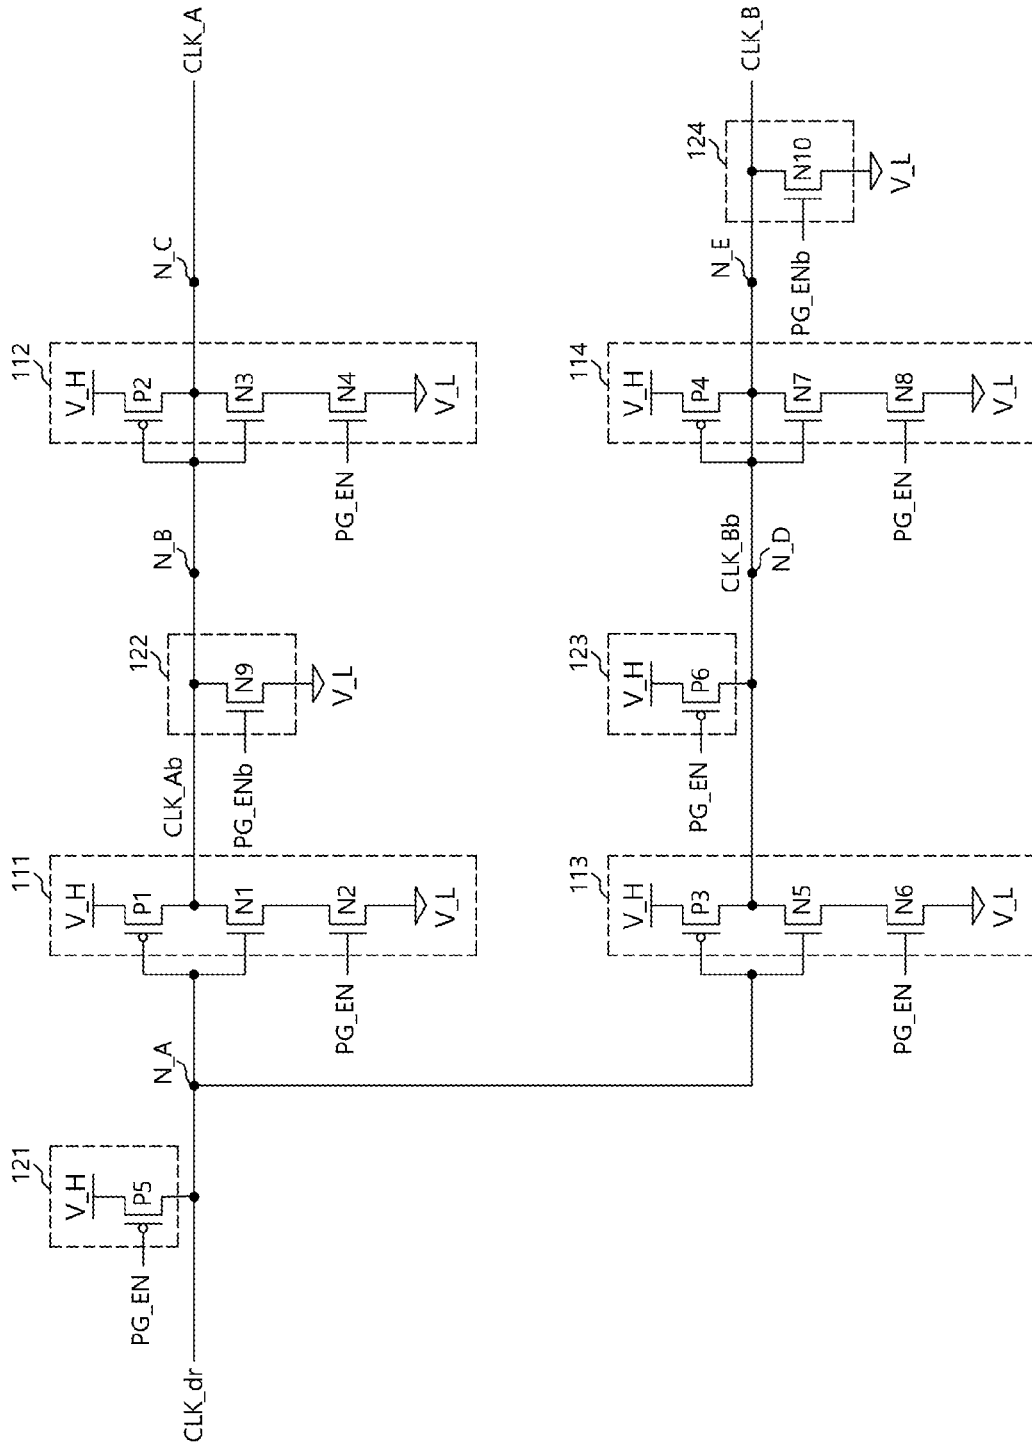 CLK_dr
PG_EN
121
V_H
P5
N_A
111
V_H
P1
N1
N2
PG_EN
V_L
CLK_Ab
122
N9
PG_ENb
V_L
N_B
112
V_H
P2
N3
N4
PG_EN
V_L
N_C
CLK_A
113
V_H
P3
N5
N6
PG_EN
V_L
123
V_H
P6
PG_EN
CLK_Bb
N_D
114
V_H
P4
N7
N8
PG_EN
V_L
N_E
124
N10
PG_ENb
V_L
CLK_B